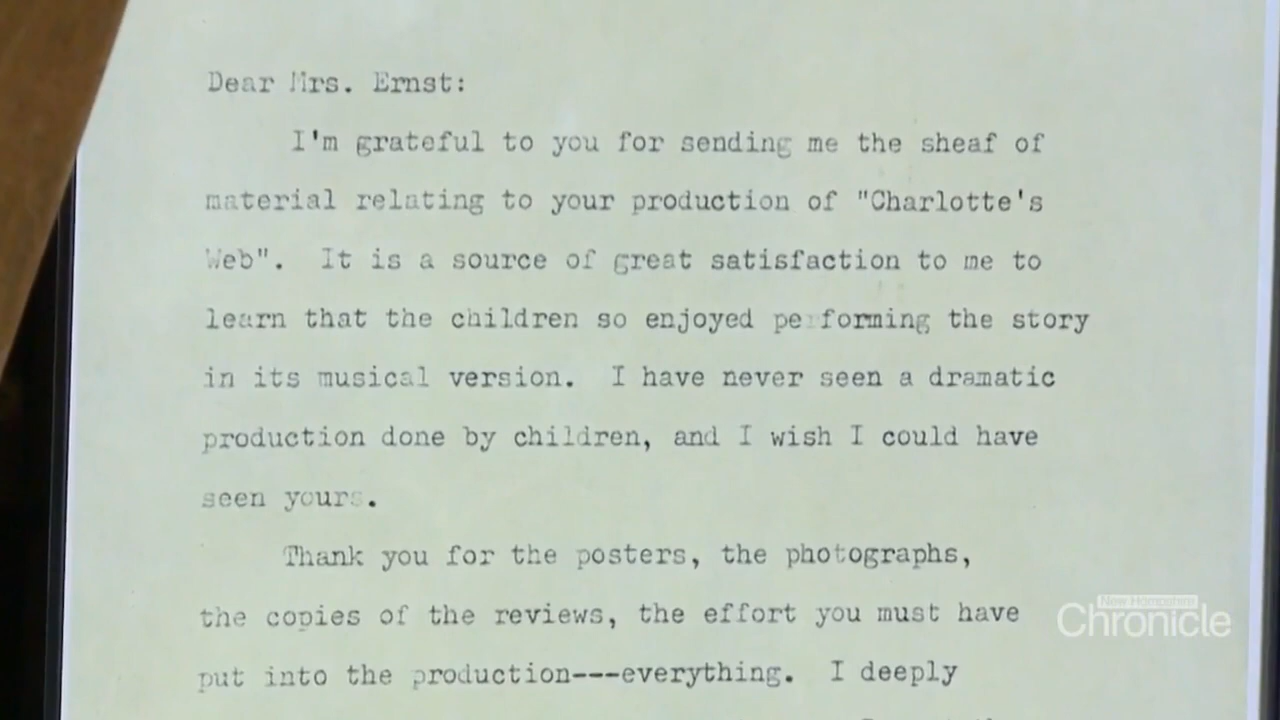 Dear Mrs. Ernst:
I'm grateful to you for sending me the sheaf of
material relating to your production of "Charlotte's
Web". It is a source of great satisfaction to me to
learn that the children so enjoyed performing the story
in its musical version. I have never seen a dramatic
production done by children, and I wish I could have
seen yours.
Thank you for the posters, the photographs,
the copies of the reviews, the effort you must have
put into the production---everything. I deeply
New Hampshire
Chronicle